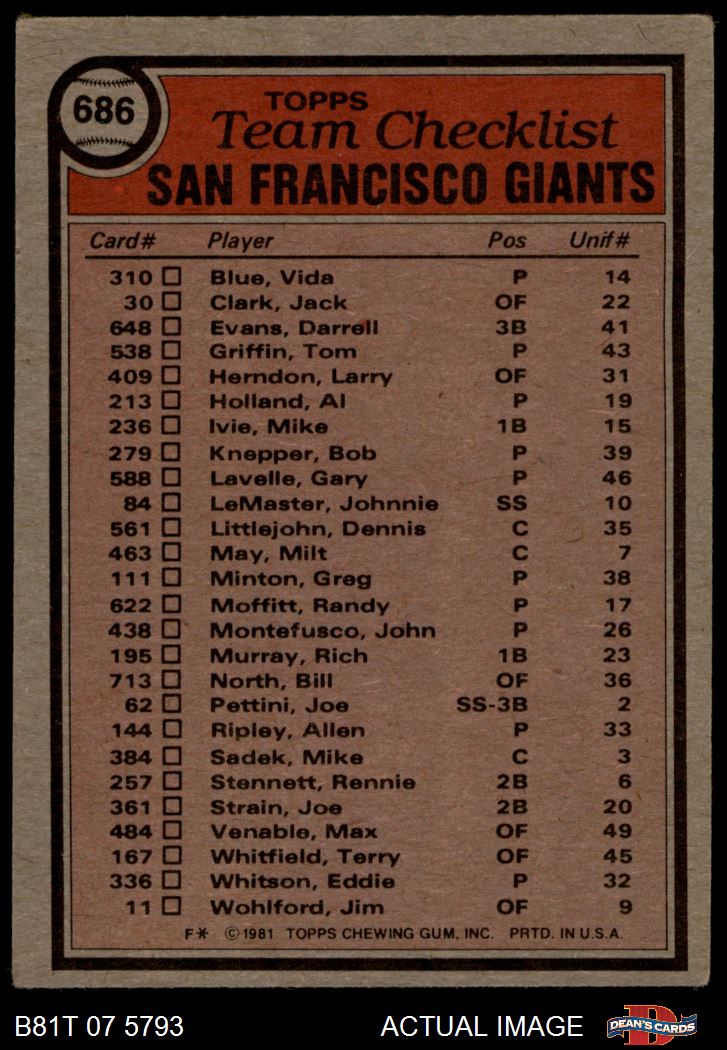 686
TOPPS
Team Checklist
SAN FRANCISCO GIANTS
Card# Player Pos Unif#
310 Blue, Vida P 14
30 Clark, Jack OF 22
648 Evans, Darrell 3B 41
538 Griffin, Tom P 43
409 Herndon, Larry OF 31
213 Holland, Al P 19
236 Ivie, Mike 1B 15
279 Knepper, Bob P 39
588 Lavelle, Gary P 46
84 LeMaster, Johnnie SS 10
561 Littlejohn, Dennis C 35
463 May, Milt C 7
111 Minton, Greg P 38
622 Moffitt, Randy P 17
438 Montefusco, John P 26
195 Murray, Rich 1B 23
713 North, Bill OF 36
62 Pettini, Joe SS-3B 2
144 Ripley, Allen P 33
384 Sadek, Mike C 3
257 Stennett, Rennie 2B 6
361 Strain, Joe 2B 20
484 Venable, Max OF 49
167 Whitfield, Terry OF 45
336 Whitson, Eddie P 32
11 Wohlford, Jim OF 9
F* © 1981 TOPPS CHEWING GUM, INC. PRTD. IN U.S.A.
B81T 07 5793 ACTUAL IMAGE DEAN'S CARDS